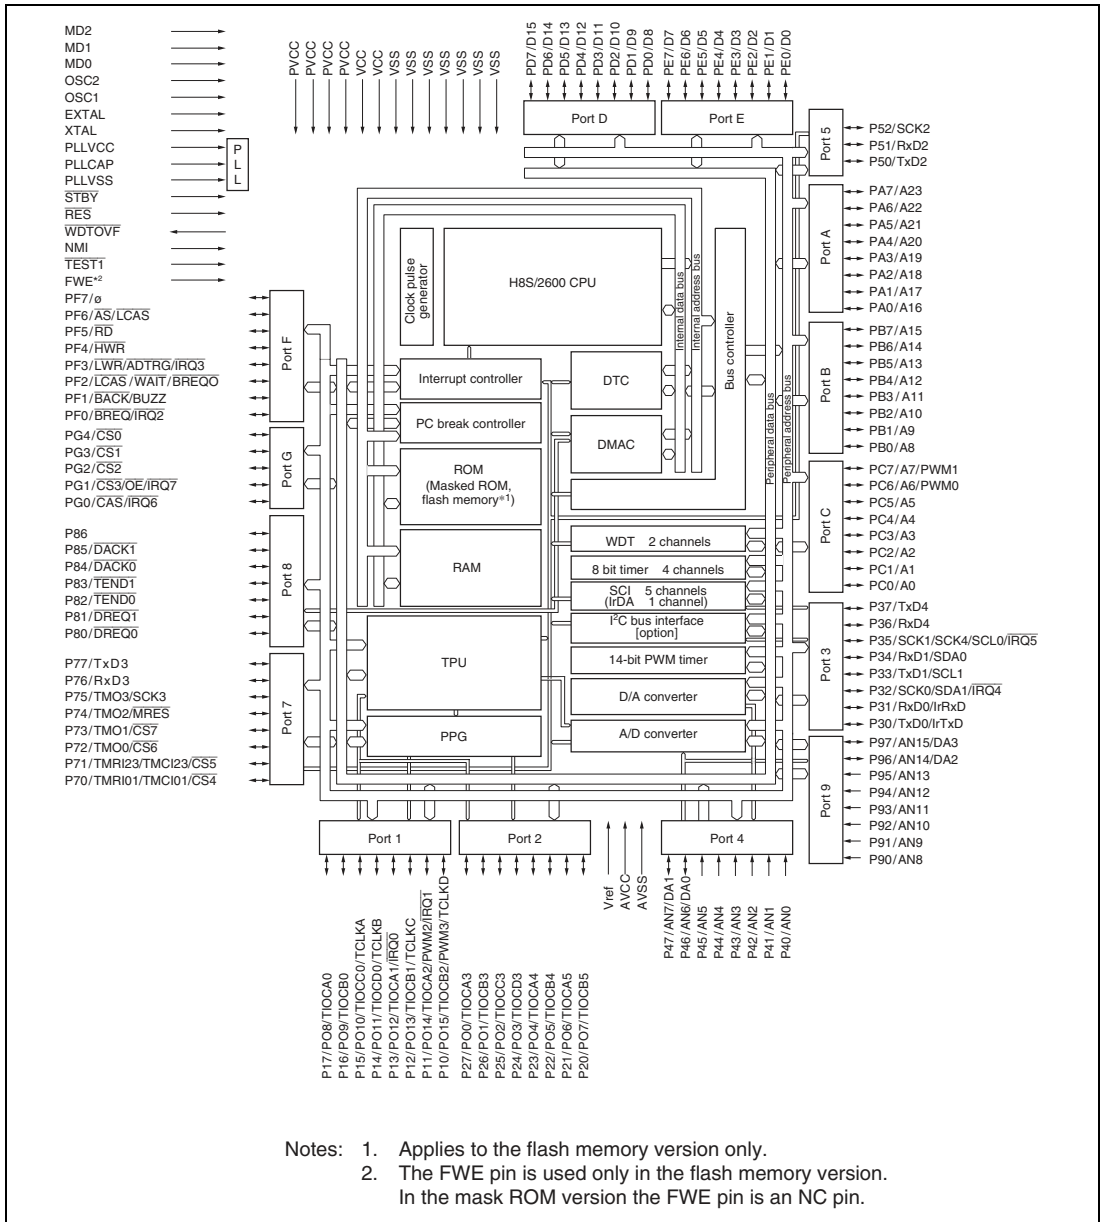 MD2
MD1
MD0
OSC2
OSC1
EXTAL
XTAL
PLLVCC
PLLCAP
PLLVSS
STBY
RES
WDTOVF
NMI
TEST1
FWE*2
P
L
L
PVCC
PVCC
PVCC
PVCC
VCC
VCC
VSS
VSS
VSS
VSS
VSS
VSS
VSS
PD7/D15
PD6/D14
PD5/D13
PD4/D12
PD3/D11
PD2/D10
PD1/D9
PD0/D8
PE7/D7
PE6/D6
PE5/D5
PE4/D4
PE3/D3
PE2/D2
PE1/D1
PE0/D0
Port D
Port E
Port 5
P52/SCK2
P51/RxD2
P50/TxD2
Port A
PA7/A23
PA6/A22
PA5/A21
PA4/A20
PA3/A19
PA2/A18
PA1/A17
PA0/A16
Port B
PB7/A15
PB6/A14
PB5/A13
PB4/A12
PB3/A11
PB2/A10
PB1/A9
PB0/A8
Port C
PC7/A7/PWM1
PC6/A6/PWM0
PC5/A5
PC4/A4
PC3/A3
PC2/A2
PC1/A1
PC0/A0
Port 3
P37/TxD4
P36/RxD4
P35/SCK1/SCK4/SCL0/IRQ5
P34/RxD1/SDA0
P33/TxD1/SCL1
P32/SCK0/SDA1/IRQ4
P31/RxD0/IrRxD
P30/TxD0/IrTxD
Port 9
P97/AN15/DA3
P96/AN14/DA2
P95/AN13
P94/AN12
P93/AN11
P92/AN10
P91/AN9
P90/AN8
PF7/ø
PF6/AS/LCAS
PF5/RD
PF4/HWR
PF3/LWR/ADTRG/IRQ3
PF2/LCAS/WAIT/BREQO
PF1/BACK/BUZZ
PF0/BREQ/IRQ2
Port F
PG4/CS0
PG3/CS1
PG2/CS2
PG1/CS3/OE/IRQ7
PG0/CAS/IRQ6
Port G
P86
P85/DACK1
P84/DACK0
P83/TEND1
P82/TEND0
P81/DREQ1
P80/DREQ0
Port 8
P77/TxD3
P76/RxD3
P75/TMO3/SCK3
P74/TMO2/MRES
P73/TMO1/CS7
P72/TMO0/CS6
P71/TMRI23/TMCI23/CS5
P70/TMRI01/TMCI01/CS4
Port 7
Clock pulse
generator
H8S/2600 CPU
Internal data bus
Internal address bus
Bus controller
Interrupt controller
PC break controller
DTC
DMAC
ROM
(Masked ROM,
flash memory*1)
RAM
Peripheral data bus
Peripheral address bus
WDT 2 channels
8 bit timer 4 channels
SCI 5 channels
(IrDA 1 channel)
I2C bus interface
[option]
14-bit PWM timer
D/A converter
A/D converter
TPU
PPG
Port 1
Port 2
Port 4
P17/PO8/TIOCA0
P16/PO9/TIOCB0
P15/PO10/TIOCC0/TCLKA
P14/PO11/TIOCD0/TCLKB
P13/PO12/TIOCA1/IRQ0
P12/PO13/TIOCB1/TCLKC
P11/PO14/TIOCA2/PWM2/IRQ1
P10/PO15/TIOCB2/PWM3/TCLKD
P27/PO0/TIOCA3
P26/PO1/TIOCB3
P25/PO2/TIOCC3
P24/PO3/TIOCD3
P23/PO4/TIOCA4
P22/PO5/TIOCB4
P21/PO6/TIOCA5
P20/PO7/TIOCB5
Vref
AVCC
AVSS
P47/AN7/DA1
P46/AN6/DA0
P45/AN5
P44/AN4
P43/AN3
P42/AN2
P41/AN1
P40/AN0
Notes: 1. Applies to the flash memory version only.
2. The FWE pin is used only in the flash memory version.
In the mask ROM version the FWE pin is an NC pin.